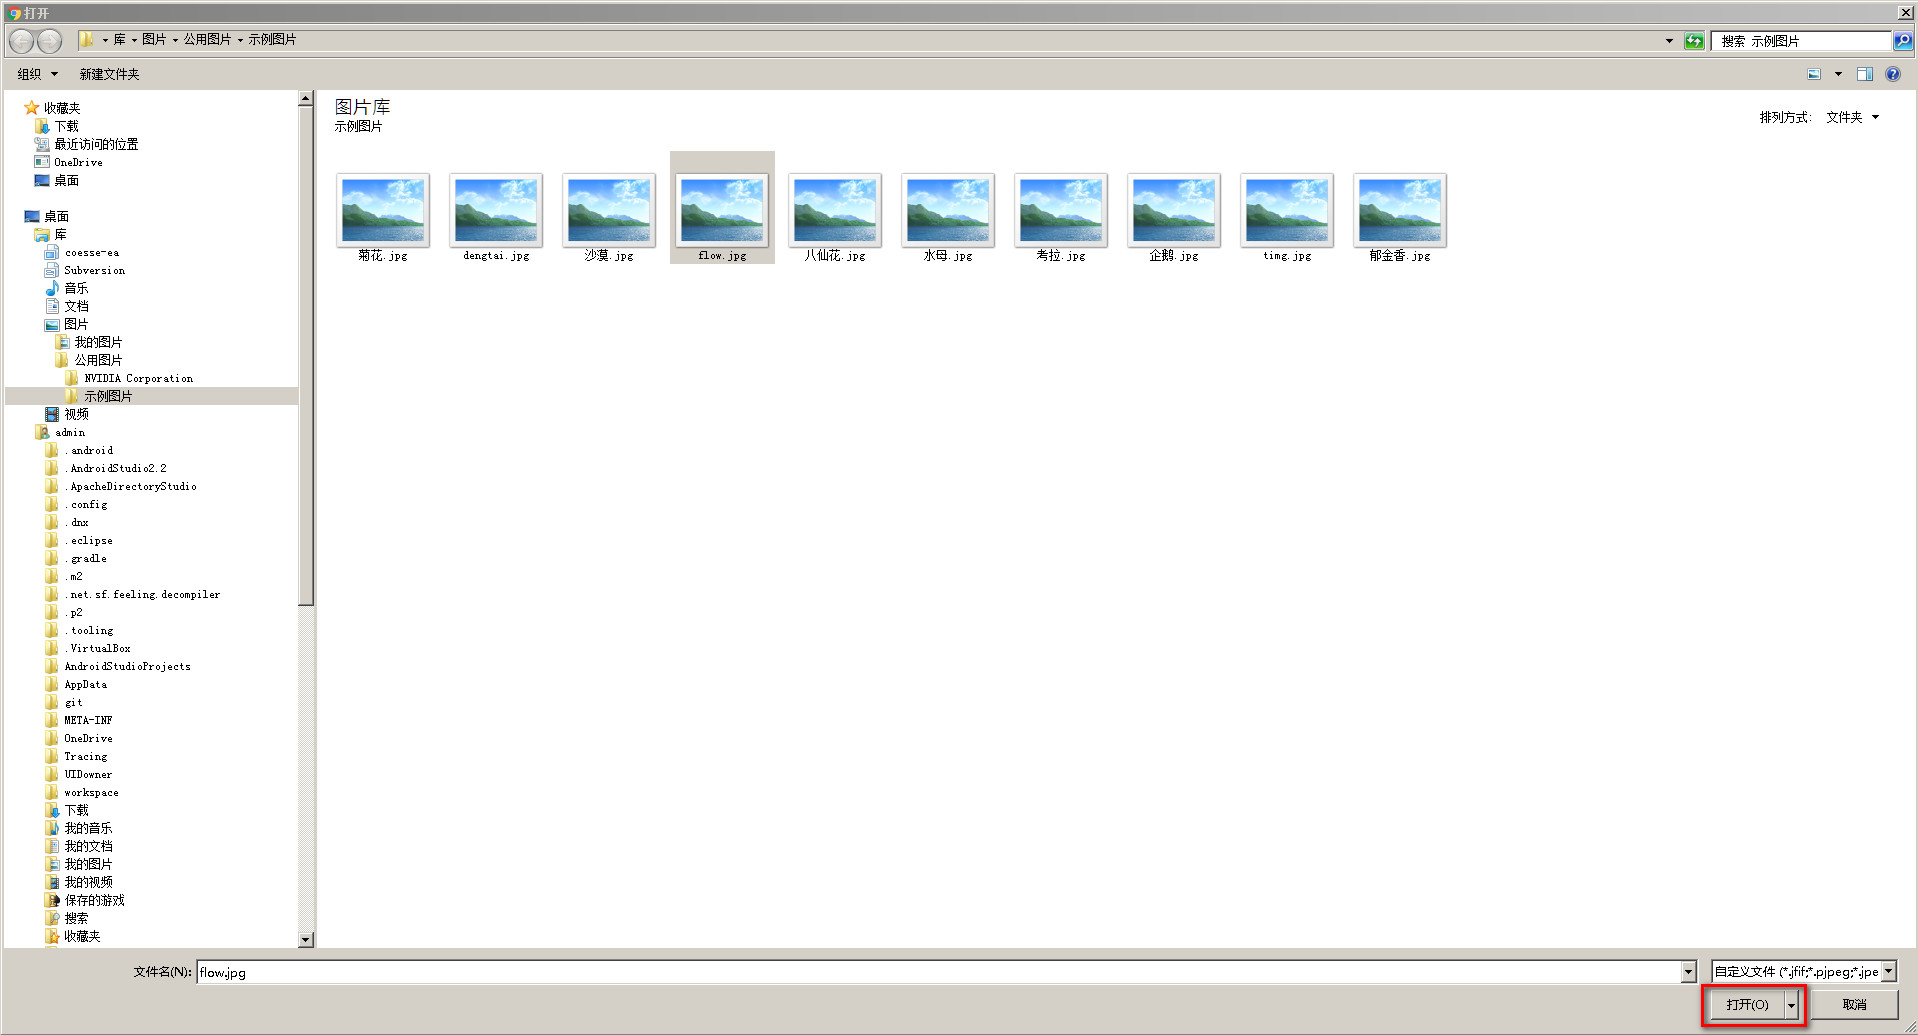 打开
库 图片 公用图片 示例图片
搜索 示例图片
组织 新建文件夹
收藏夹
下载
最近访问的位置
OneDrive
桌面
桌面
库
coesse-ea
Subversion
音乐
文档
图片
我的图片
公用图片
NVIDIA Corporation
示例图片
视频
admin
.android
.AndroidStudio2.2
.ApacheDirectoryStudio
.config
.dnx
.eclipse
.gradle
.m2
.net.sf.feeling.decompiler
.p2
.tooling
.VirtualBox
AndroidStudioProjects
AppData
git
META-INF
OneDrive
Tracing
UIDowner
workspace
下载
我的音乐
我的文档
我的图片
我的视频
保存的游戏
搜索
收藏夹
图片库
示例图片
排列方式: 文件夹
菊花.jpg dengtai.jpg 沙漠.jpg flow.jpg 八仙花.jpg 水母.jpg 考拉.jpg 企鹅.jpg timg.jpg 郁金香.jpg
文件名(N): flow.jpg 自定义文件 (*.jfif;*.pjpeg;*.jpe
打开(O) 取消